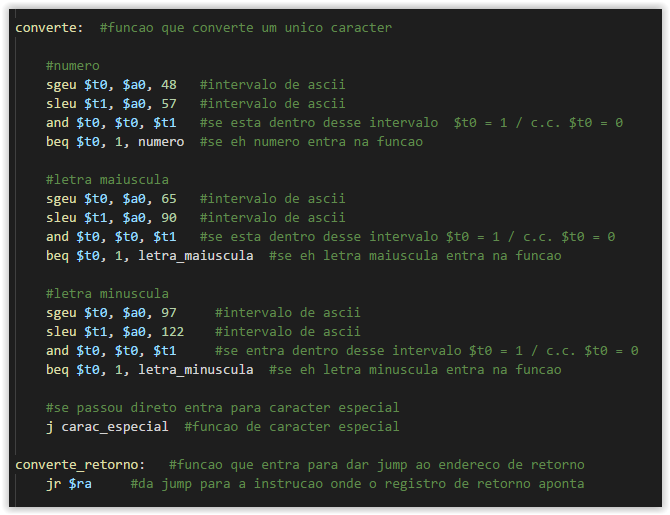 converte:  #funcao que converte um unico caracter
#numero
sgeu $t0, $a0, 48   #intervalo de ascii
sleu $t1, $a0, 57   #intervalo de ascii
and $t0, $t0, $t1   #se esta dentro desse intervalo  $t0 = 1 / c.c. $t0 = 0
beq $t0, 1, numero  #se eh numero entra na funcao
#letra maiuscula
sgeu $t0, $a0, 65   #intervalo de ascii
sleu $t1, $a0, 90   #intervalo de ascii
and $t0, $t0, $t1   #se esta dentro desse intervalo $t0 = 1 / c.c. $t0 = 0
beq $t0, 1, letra_maiuscula  #se eh letra maiuscula entra na funcao
#letra minuscula
sgeu $t0, $a0, 97     #intervalo de ascii
sleu $t1, $a0, 122    #intervalo de ascii
and $t0, $t0, $t1     #se entra dentro desse intervalo $t0 = 1 / c.c. $t0 = 0
beq $t0, 1, letra_minuscula  #se eh letra minuscula entra na funcao
#se passou direto entra para caracter especial
j carac_especial  #funcao de caracter especial
converte_retorno:   #funcao que entra para dar jump ao endereco de retorno
jr $ra     #da jump para a instrucao onde o registro de retorno aponta